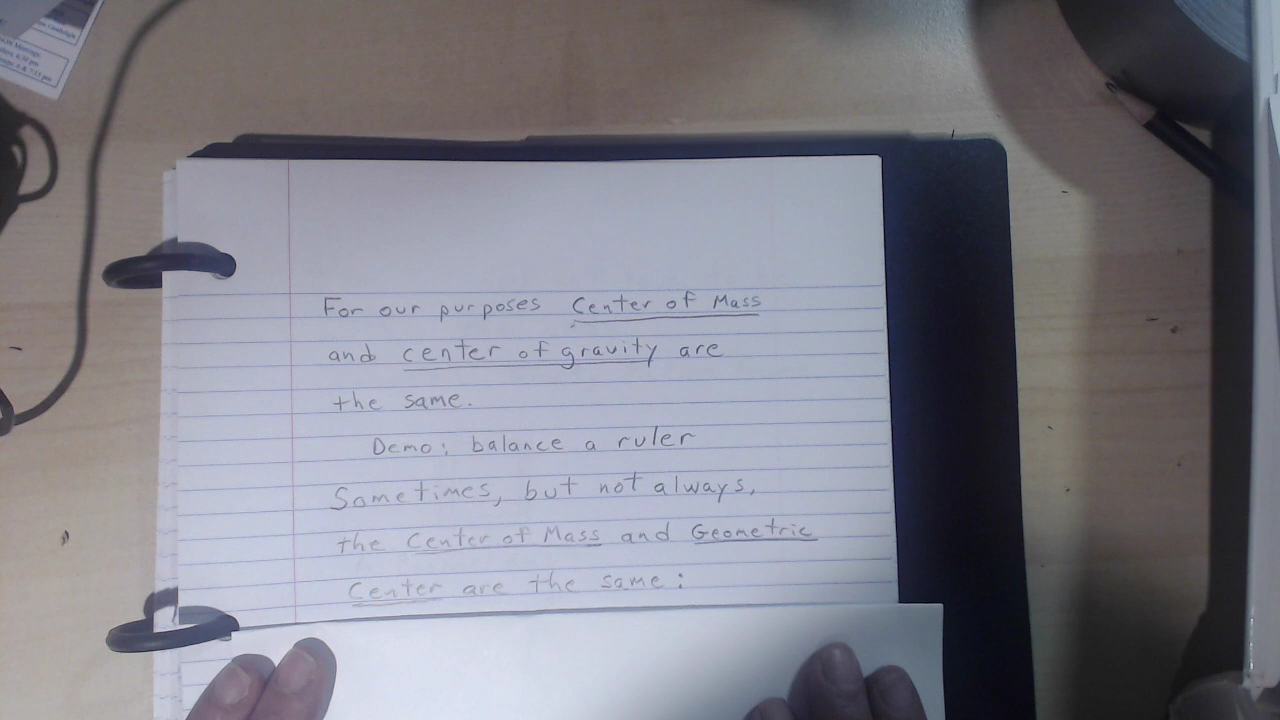 For our purposes Center of Mass
and center of gravity are
the same.
Demo: balance a ruler
Sometimes, but not always,
the Center of Mass and Geometric
Center are the same: